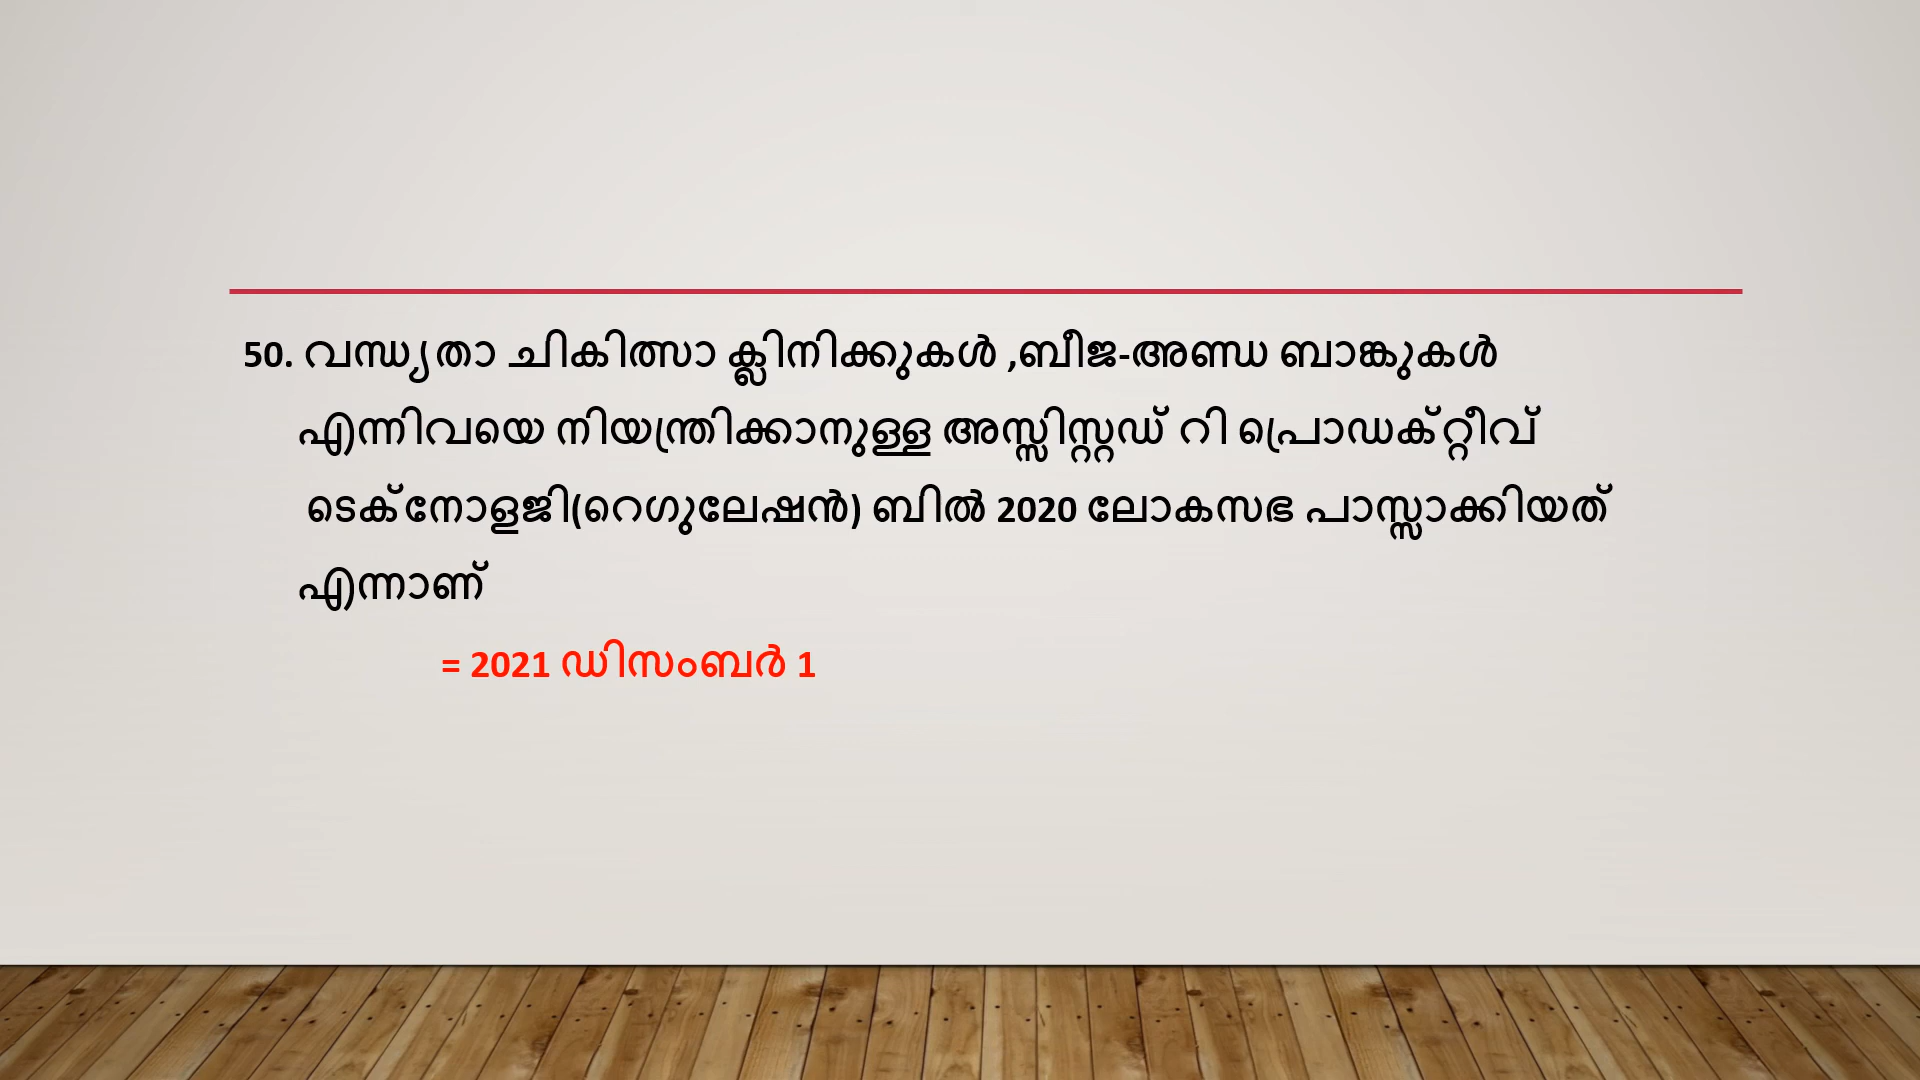 50. വന്ധ്യതാ ചികിത്സാ ക്ലിനിക്കുകൾ ,ബീജ-അണ്ഡ ബാങ്കുകൾ
എന്നിവയെ നിയന്ത്രിക്കാനുള്ള അസ്സിസ്റ്റഡ് റി പ്രൊഡക്റ്റീവ്
ടെക്നോളജി(റെഗുലേഷൻ) ബിൽ 2020 ലോകസഭ പാസ്സാക്കിയത്
എന്നാണ്
= 2021 ഡിസംബർ 1